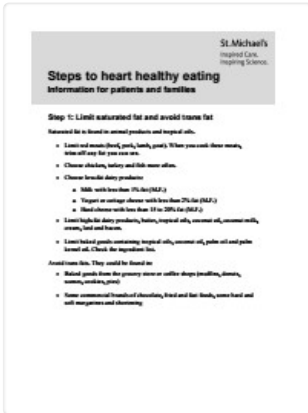 St. Michael's
Inspired Care.
Inspiring Science.
Steps to heart healthy eating
Information for patients and families
Step 1: Limit saturated fat and avoid trans fat
Saturated fat is found in animal products and tropical oils.
Limit red meats (beef, pork, lamb, goat). When you cook these meats,
trim off any fat you can see.
Choose chicken, turkey and fish more often.
Choose low-fat dairy products:
Milk with less than 1% fat (M.F.)
Yogurt or cottage cheese with less than 2% fat (M.F.)
Hard cheese with less than 15 to 20% fat (M.F.)
Limit high-fat dairy products, butter, tropical oils, coconut oil, coconut milk,
cream, lard and bacon.
Limit baked goods containing tropical oils, coconut oil, palm oil and palm
kernel oil. Check the ingredient list.
Avoid trans fats. They could be found in:
Baked goods from the grocery store or coffee shops (muffins, donuts,
scones, cookies, pies)
Some commercial brands of chocolate, fried and fast foods, some hard and
soft margarines and shortening